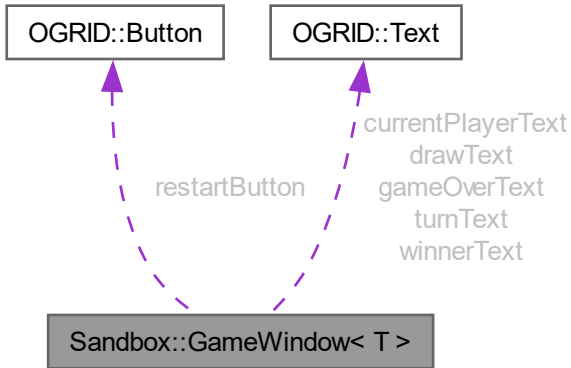 OGRID::Button
OGRID::Text
currentPlayerText
drawText
restartButton
gameOverText
turnText
winnerText
Sandbox::GameWindow< T >